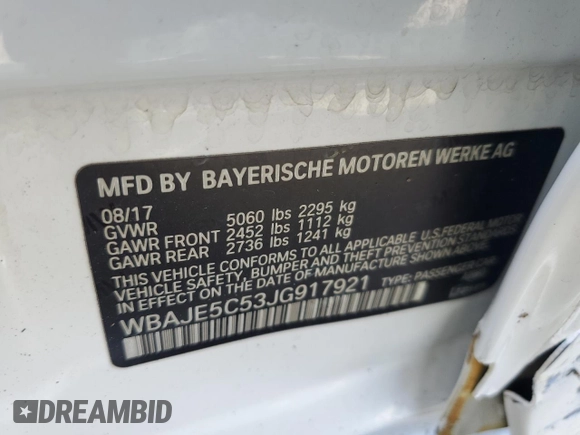 MFD BY BAYERISCHE MOTOREN WERKE AG
08/17
GVWR 5060 lbs 2295 kg
GAWR FRONT 2452 lbs 1112 kg
GAWR REAR 2736 lbs 1241 kg
THIS VEHICLE CONFORMS TO ALL APPLICABLE U.S. FEDERAL MOTOR
VEHICLE SAFETY, BUMPER, AND THEFT PREVENTION STANDARDS
IN EFFECT ON THE DATE OF MANUFACTURE SHOWN ABOVE.
WBAJE5C53JG917921 TYPE: PASSENGER CAR
DREAMBID